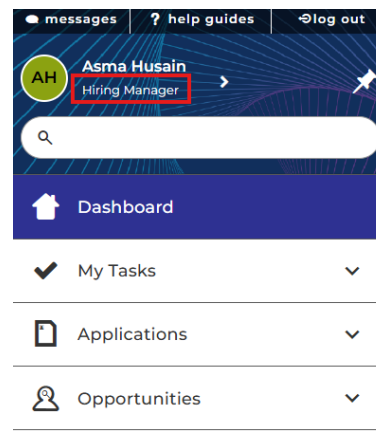 messages ? help guides log out
AH
Asma Husain
Hiring Manager
Dashboard
My Tasks
Applications
Opportunities